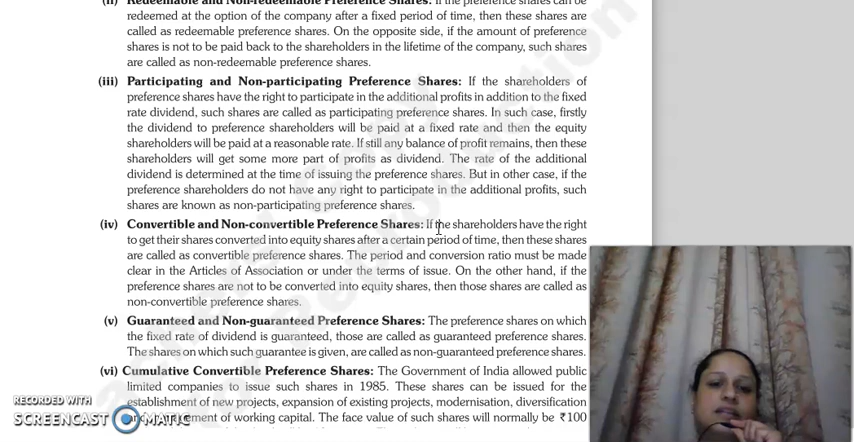 (ii) Redeemable and Non-redeemable Preference Shares: If the preference shares can be
redeemed at the option of the company after a fixed period of time, then these shares are
called as redeemable preference shares. On the opposite side, if the amount of preference
shares is not to be paid back to the shareholders in the lifetime of the company, such shares
are called as non-redeemable preference shares.
(iii) Participating and Non-participating Preference Shares: If the shareholders of
preference shares have the right to participate in the additional profits in addition to the fixed
rate dividend, such shares are called as participating preference shares. In such case, firstly
the dividend to preference shareholders will be paid at a fixed rate and then the equity
shareholders will be paid at a reasonable rate. If still any balance of profit remains, then these
shareholders will get some more part of profits as dividend. The rate of the additional
dividend is determined at the time of issuing the preference shares. But in other case, if the
preference shareholders do not have any right to participate in the additional profits, such
shares are known as non-participating preference shares.
(iv) Convertible and Non-convertible Preference Shares: If the shareholders have the right
to get their shares converted into equity shares after a certain period of time, then these shares
are called as convertible preference shares. The period and conversion ratio must be made
clear in the Articles of Association or under the terms of issue. On the other hand, if the
preference shares are not to be converted into equity shares, then those shares are called as
non-convertible preference shares.
(v) Guaranteed and Non-guaranteed Preference Shares: The preference shares on which
the fixed rate of dividend is guaranteed, those are called as guaranteed preference shares.
The shares on which such guarantee is given, are called as non-guaranteed preference shares.
(vi) Cumulative Convertible Preference Shares: The Government of India allowed public
limited companies to issue such shares in 1985. These shares can be issued for the
establishment of new projects, expansion of existing projects, modernisation, diversification
of working capital. The face value of such shares will normally be ₹100
RECORDED WITH
SCREENCAST MATIC